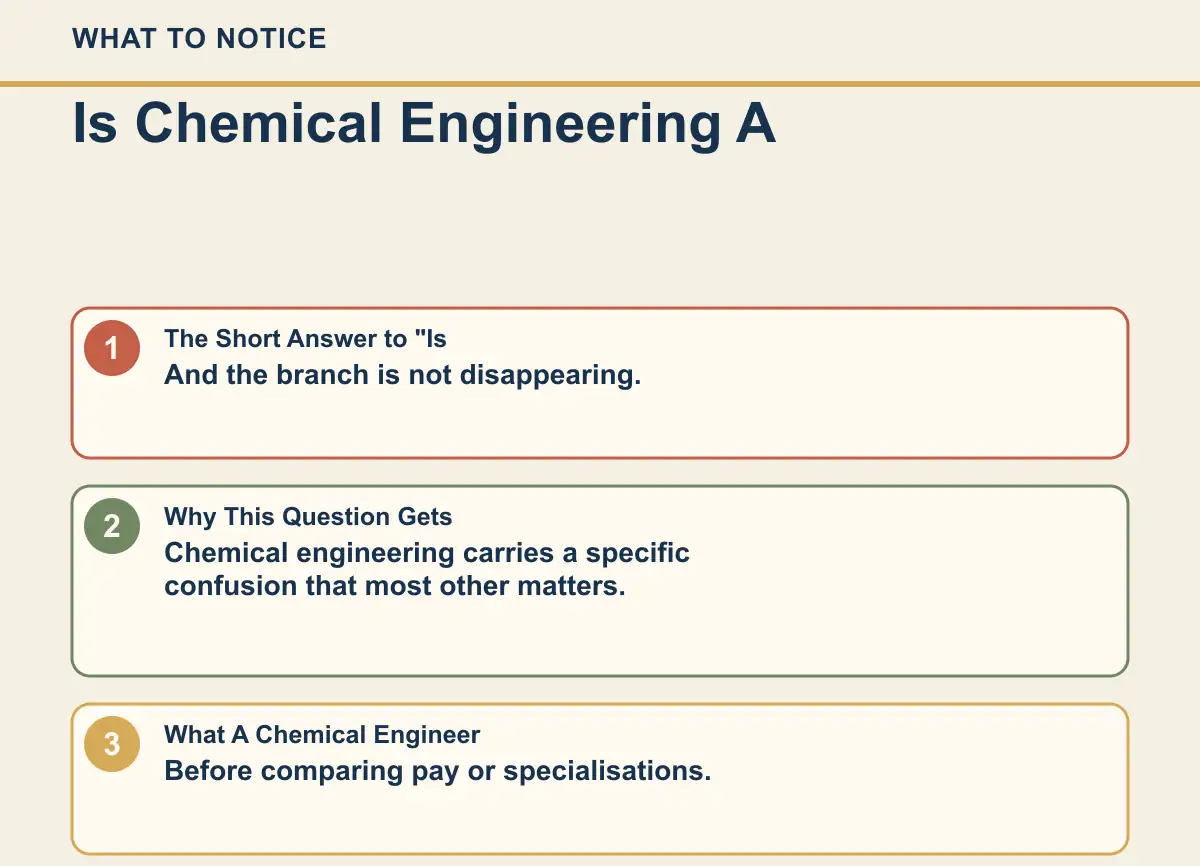 WHAT TO NOTICE
Is Chemical Engineering A
1
The Short Answer to "Is
And the branch is not disappearing.
2
Why This Question Gets
Chemical engineering carries a specific
confusion that most other matters.
3
What A Chemical Engineer
Before comparing pay or specialisations.